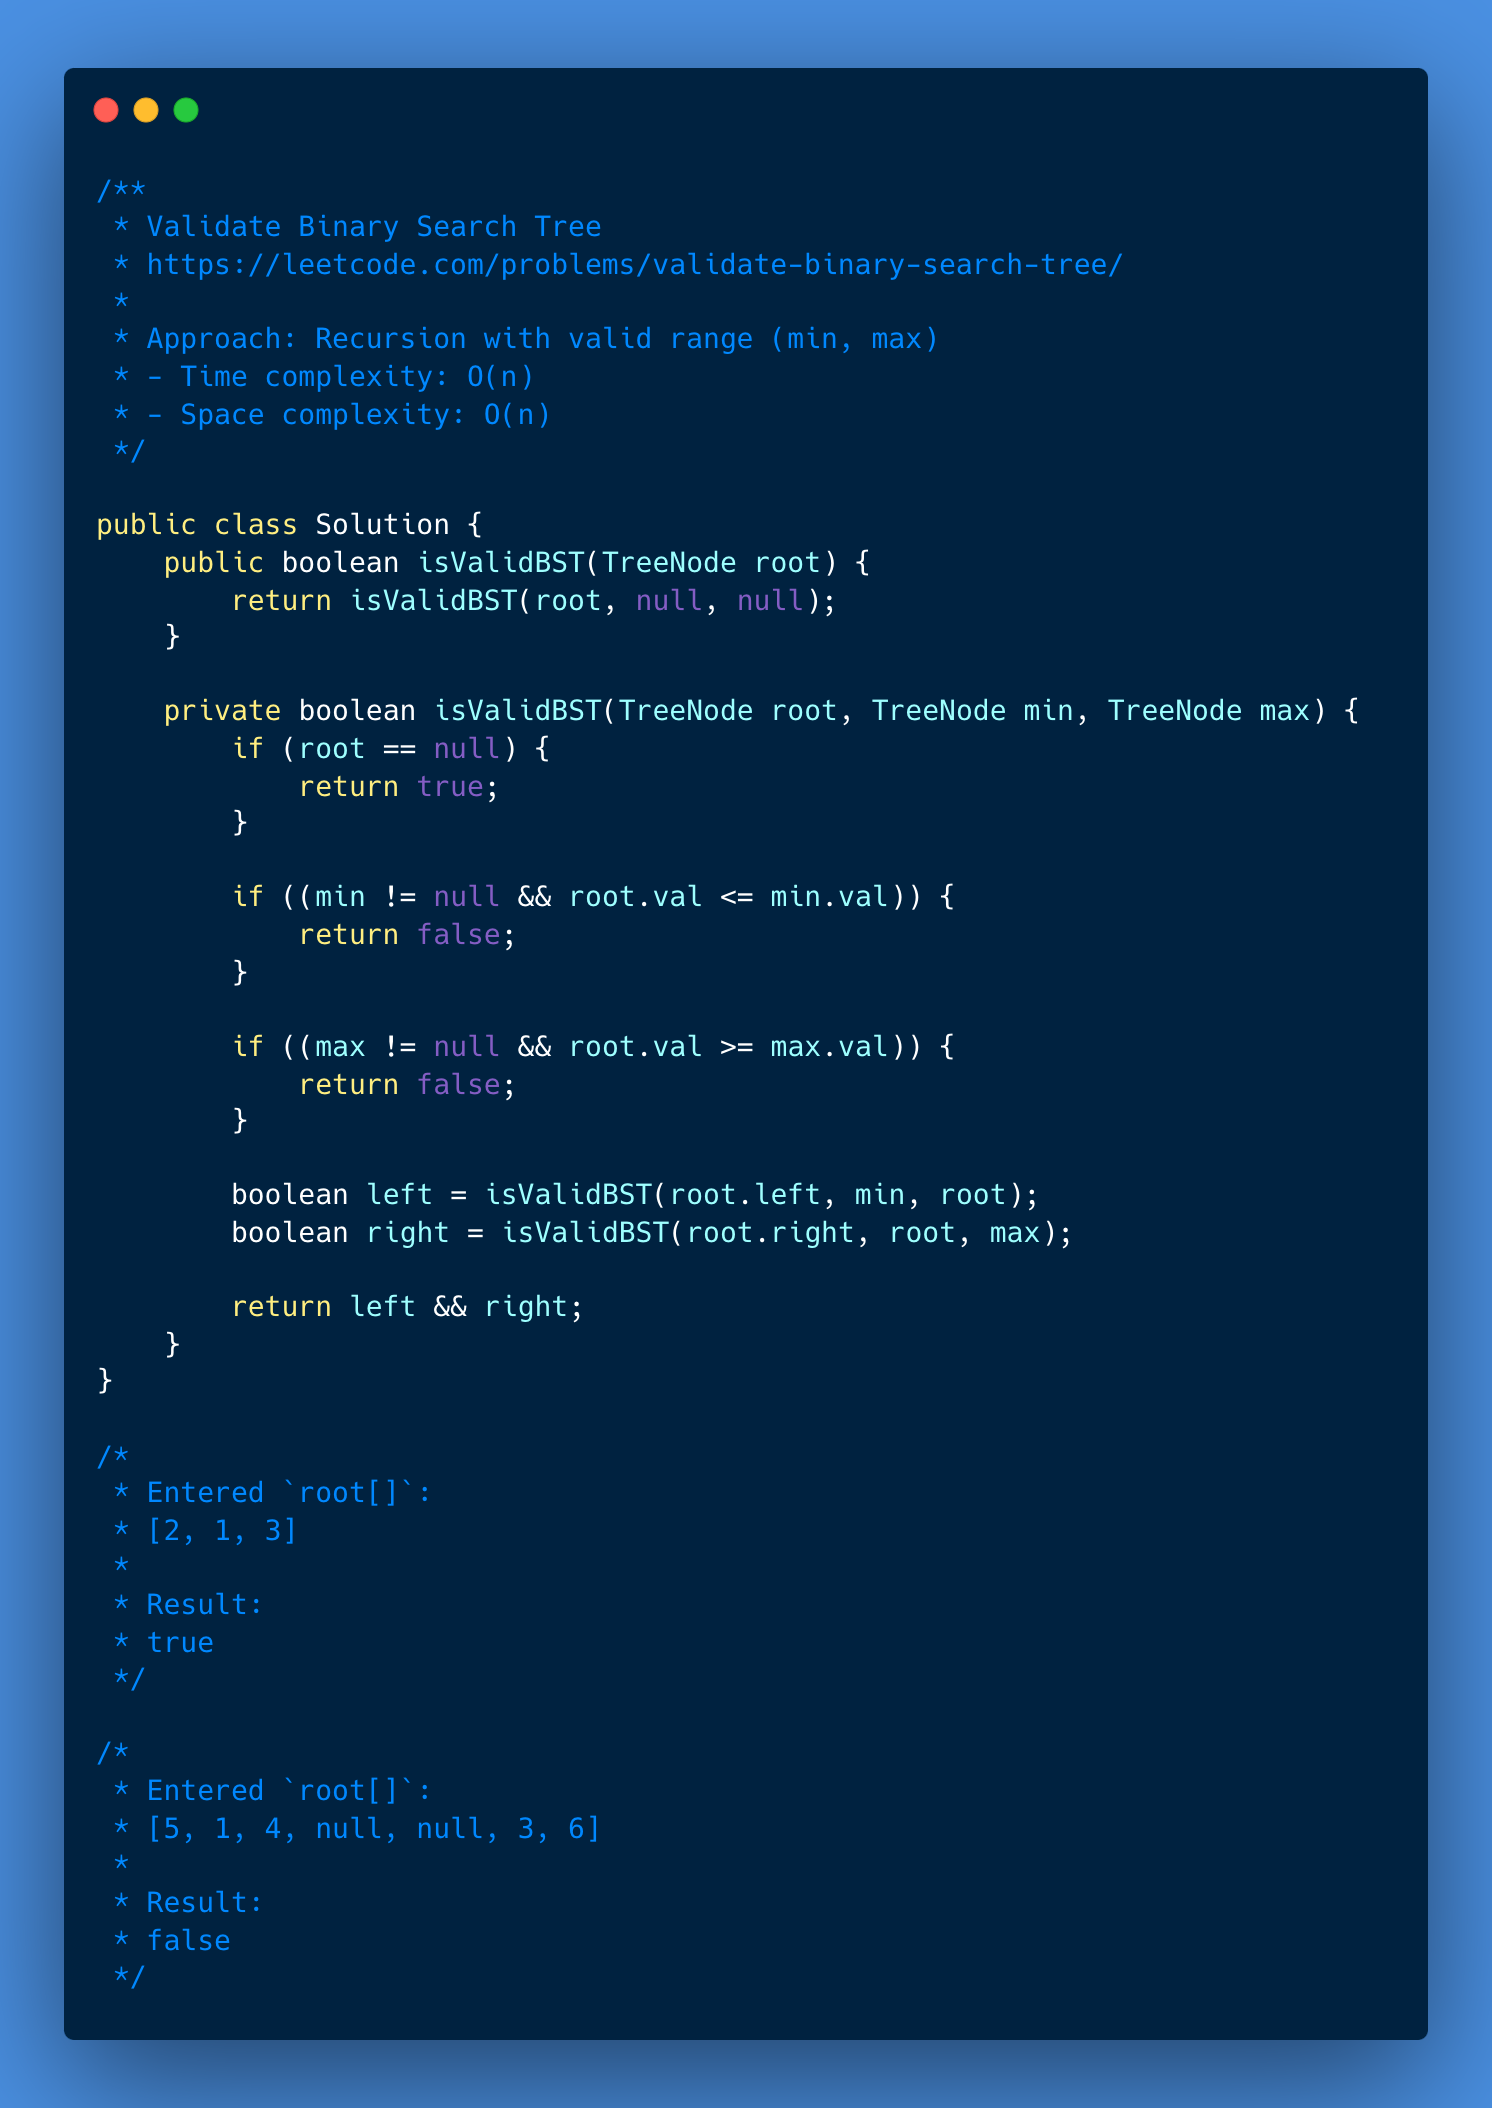 /**
 * Validate Binary Search Tree
 * https://leetcode.com/problems/validate-binary-search-tree/
 *
 * Approach: Recursion with valid range (min, max)
 * - Time complexity: O(n)
 * - Space complexity: O(n)
 */

public class Solution {
    public boolean isValidBST(TreeNode root) {
        return isValidBST(root, null, null);
    }

    private boolean isValidBST(TreeNode root, TreeNode min, TreeNode max) {
        if (root == null) {
            return true;
        }

        if ((min != null && root.val <= min.val)) {
            return false;
        }

        if ((max != null && root.val >= max.val)) {
            return false;
        }

        boolean left = isValidBST(root.left, min, root);
        boolean right = isValidBST(root.right, root, max);

        return left && right;
    }
}

/*
 * Entered `root[]`:
 * [2, 1, 3]
 *
 * Result:
 * true
 */

/*
 * Entered `root[]`:
 * [5, 1, 4, null, null, 3, 6]
 *
 * Result:
 * false
 */